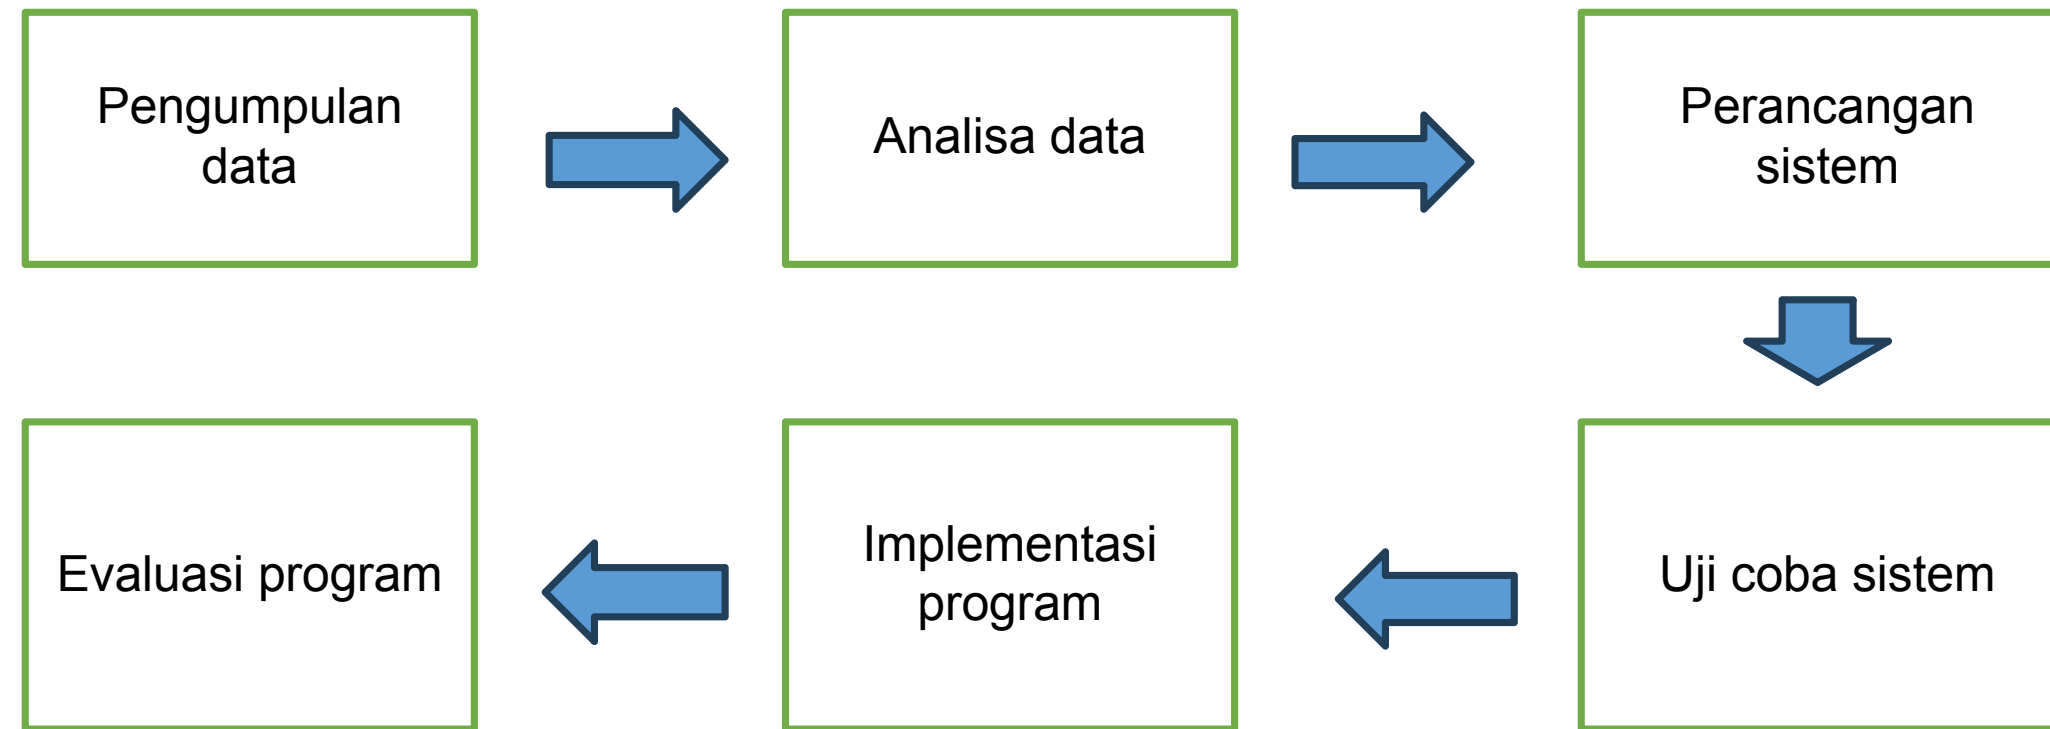 Pengumpulan
data
Analisa data
Perancangan
sistem
Uji coba sistem
Implementasi
program
Evaluasi program